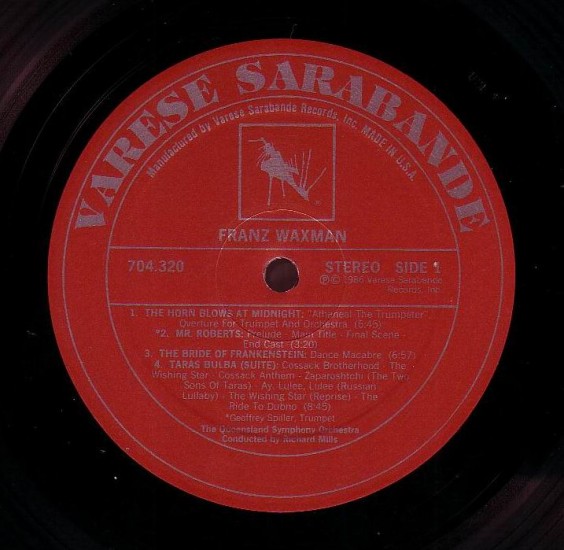 VARESE SARABANDE
Manufactured by Varese Sarabande Records, Inc. MADE IN U.S.A.
FRANZ WAXMAN
704.320
STEREO SIDE 1
℗© 1986 Varese Sarabande
Records, Inc.
1. THE HORN BLOWS AT MIDNIGHT: "Athanael The Trumpeter"
Overture For Trumpet And Orchestra (6:45)
*2. MR. ROBERTS: Prelude - Main Title - Final Scene -
End Cast (3:20)
3. THE BRIDE OF FRANKENSTEIN: Dance Macabre (6:57)
4. TARAS BULBA (SUITE): Cossack Brotherhood - The
Wishing Star - Cossack Anthem - Zaporoshtchi (The Two
Sons Of Taras) - Ay, Lulee, Lulee (Russian
Lullaby) - The Wishing Star (Reprise) - The
Ride To Dubno (8:45)
*Geoffrey Spiller, Trumpet
The Queensland Symphony Orchestra
Conducted by Richard Mills